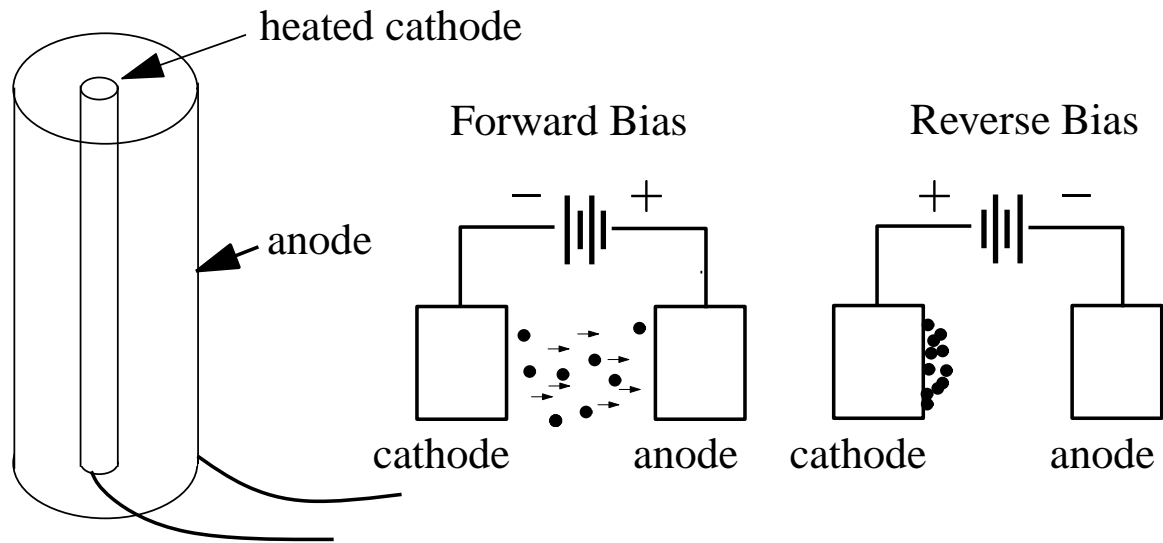 heated cathode
anode
Forward Bias
− +
cathode anode
Reverse Bias
+ −
cathode anode